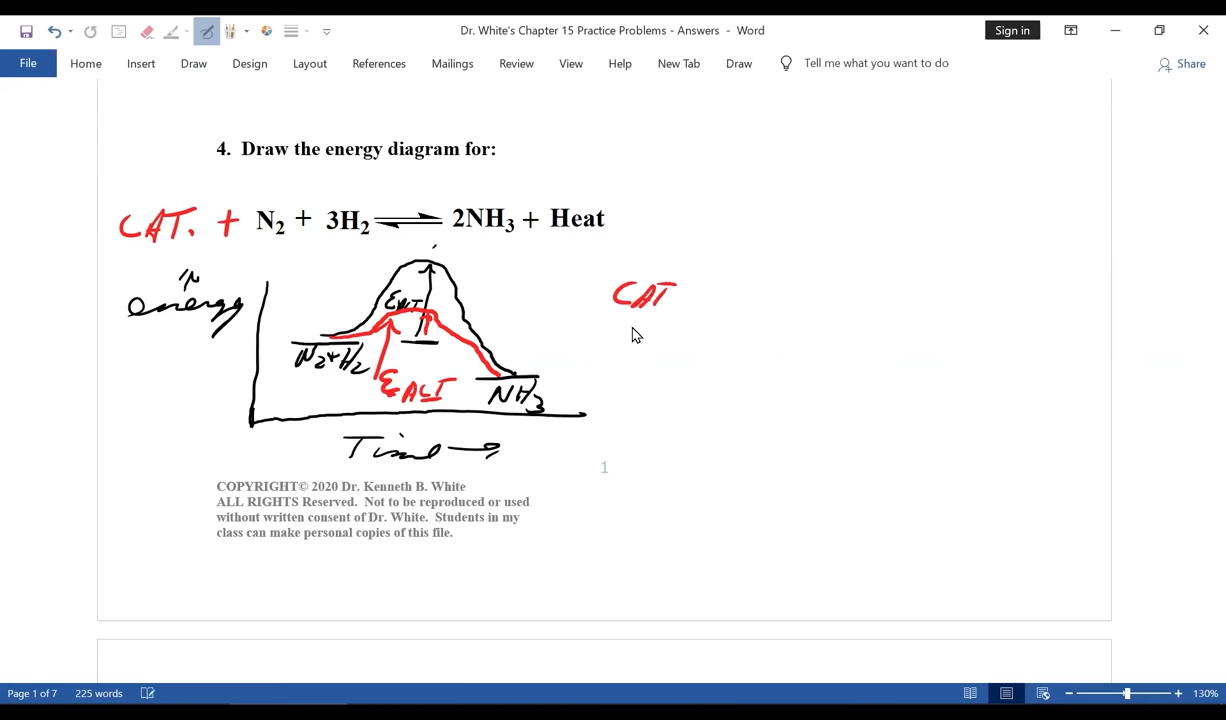 Dr. White's Chapter 15 Practice Problems - Answers - Word
Sign in
File Home Insert Draw Design Layout References Mailings Review View Help New Tab Draw Tell me what you want to do Share
4. Draw the energy diagram for:
CAT. + N₂ + 3H₂ ⇌ 2NH₃ + Heat
energy
EACT
CAT
N₂+H₂
EACT
NH₃
Time →
1
COPYRIGHT© 2020 Dr. Kenneth B. White
ALL RIGHTS Reserved. Not to be reproduced or used
without written consent of Dr. White. Students in my
class can make personal copies of this file.
Page 1 of 7 225 words 130%